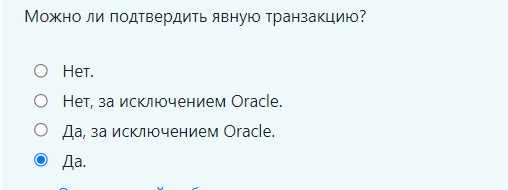 Можно ли подтвердить явную транзакцию?
Нет.
Нет, за исключением Oracle.
Да, за исключением Oracle.
Да.